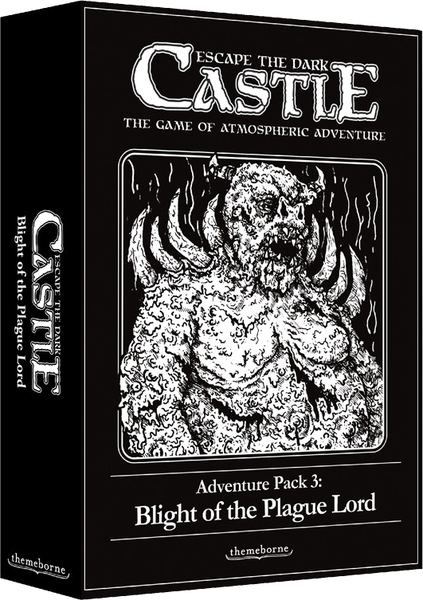 ESCAPE THE DARK
CASTLE
THE GAME OF ATMOSPHERIC ADVENTURE
Adventure Pack 3:
Blight of the Plague Lord
themeborne
ESCAPE THE DARK
CASTLE
Blight of the Plague Lord
themeborne